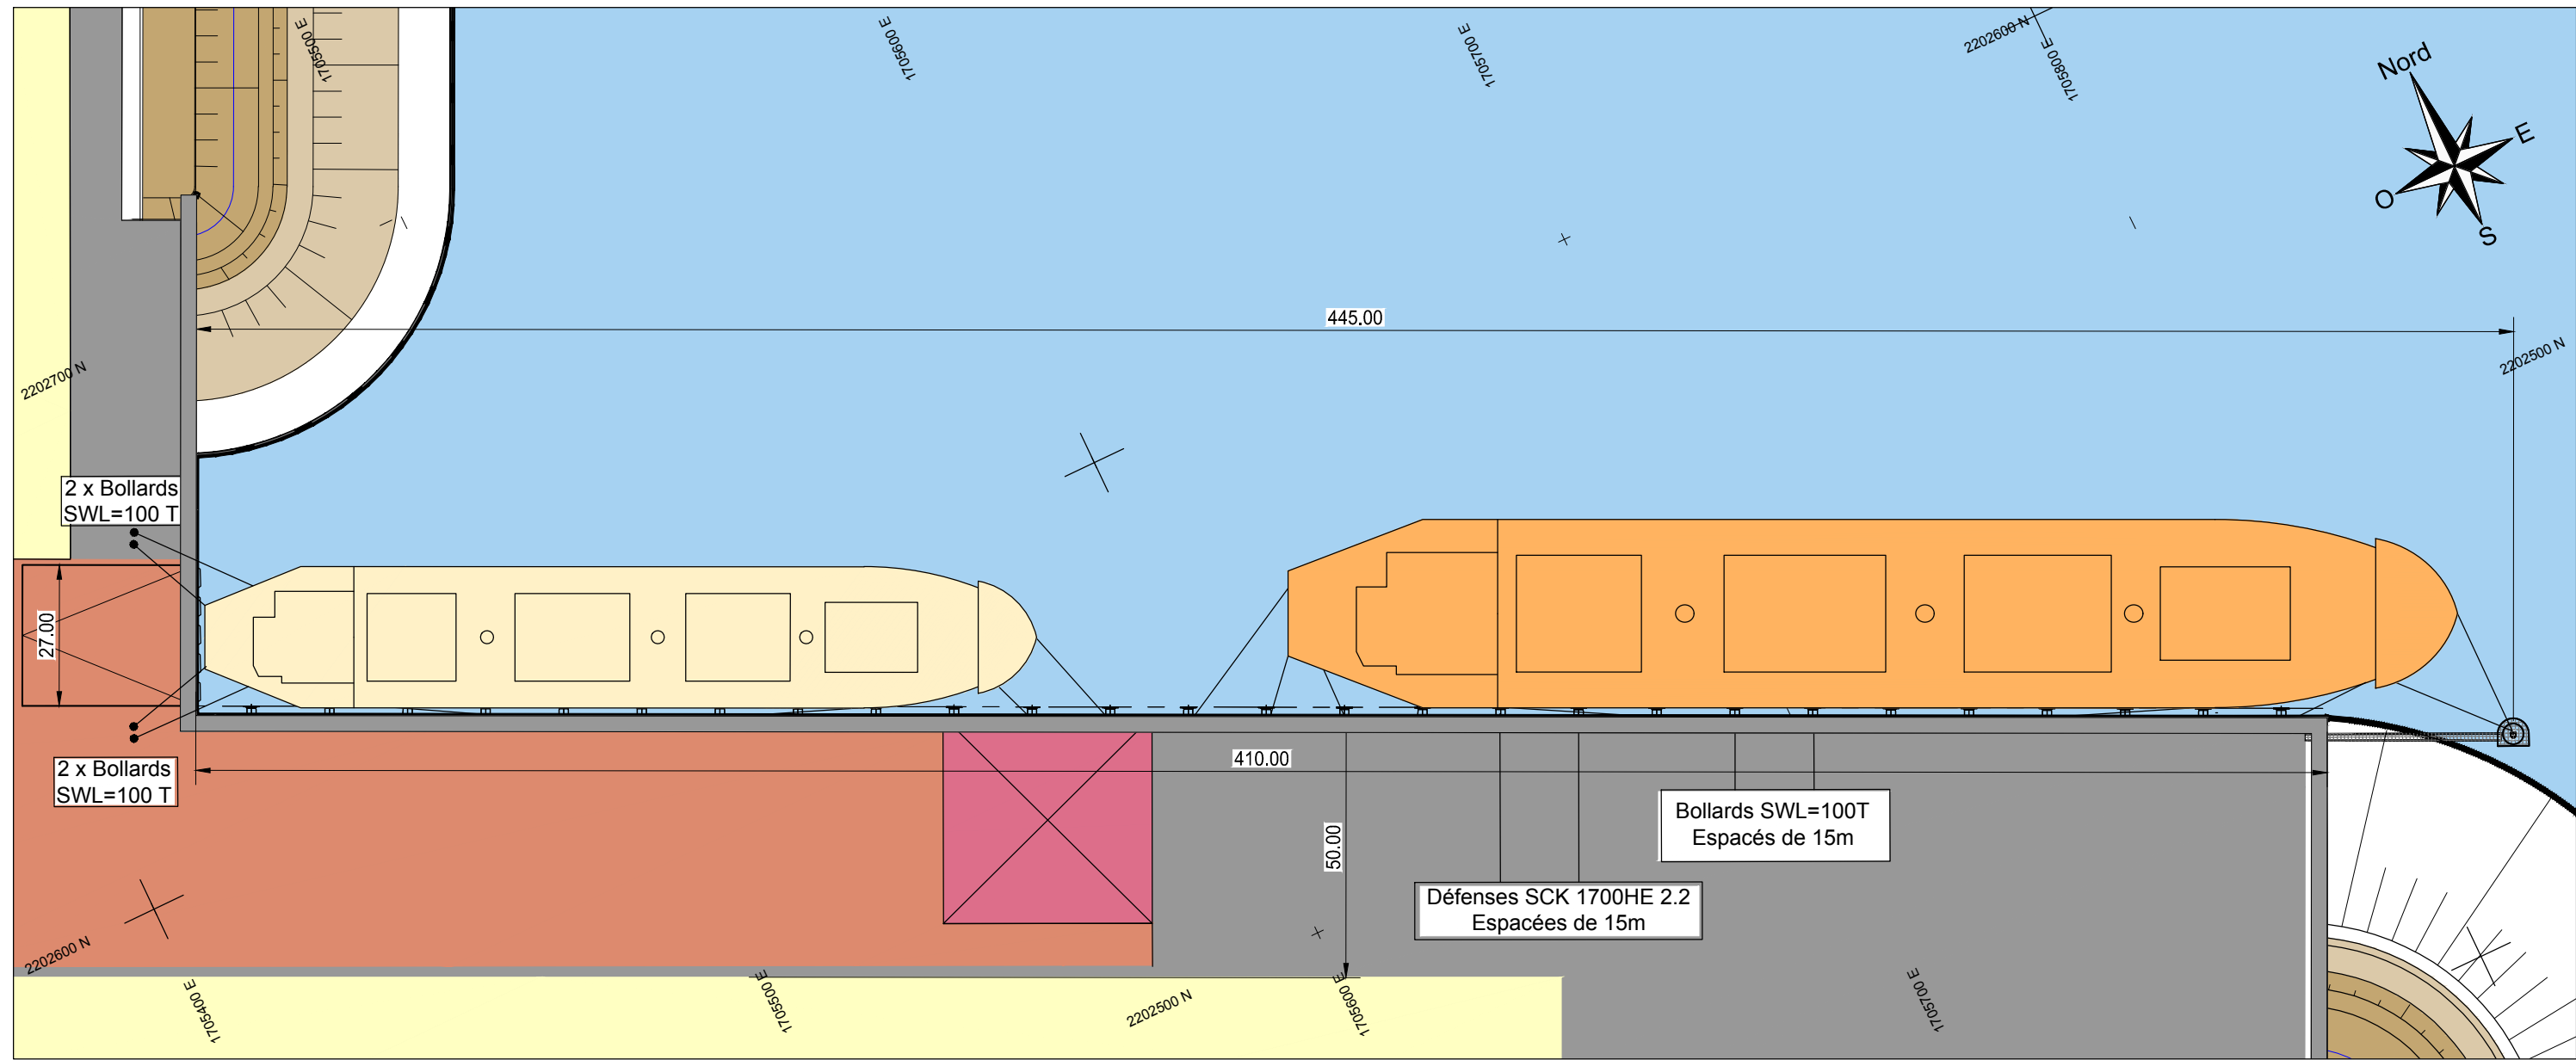 1705500 E
1705600 E
1705700 E
2202600 N
1705800 E
Nord
E
O
S
445.00
2202700 N
2202500 N
2 x Bollards
SWL=100 T
27.00
2 x Bollards
SWL=100 T
410.00
Bollards SWL=100T
Espacés de 15m
50.00
Défenses SCK 1700HE 2.2
Espacées de 15m
2202600 N
1705400 E
1705500 E
2202500 N
1705600 E
1705700 E